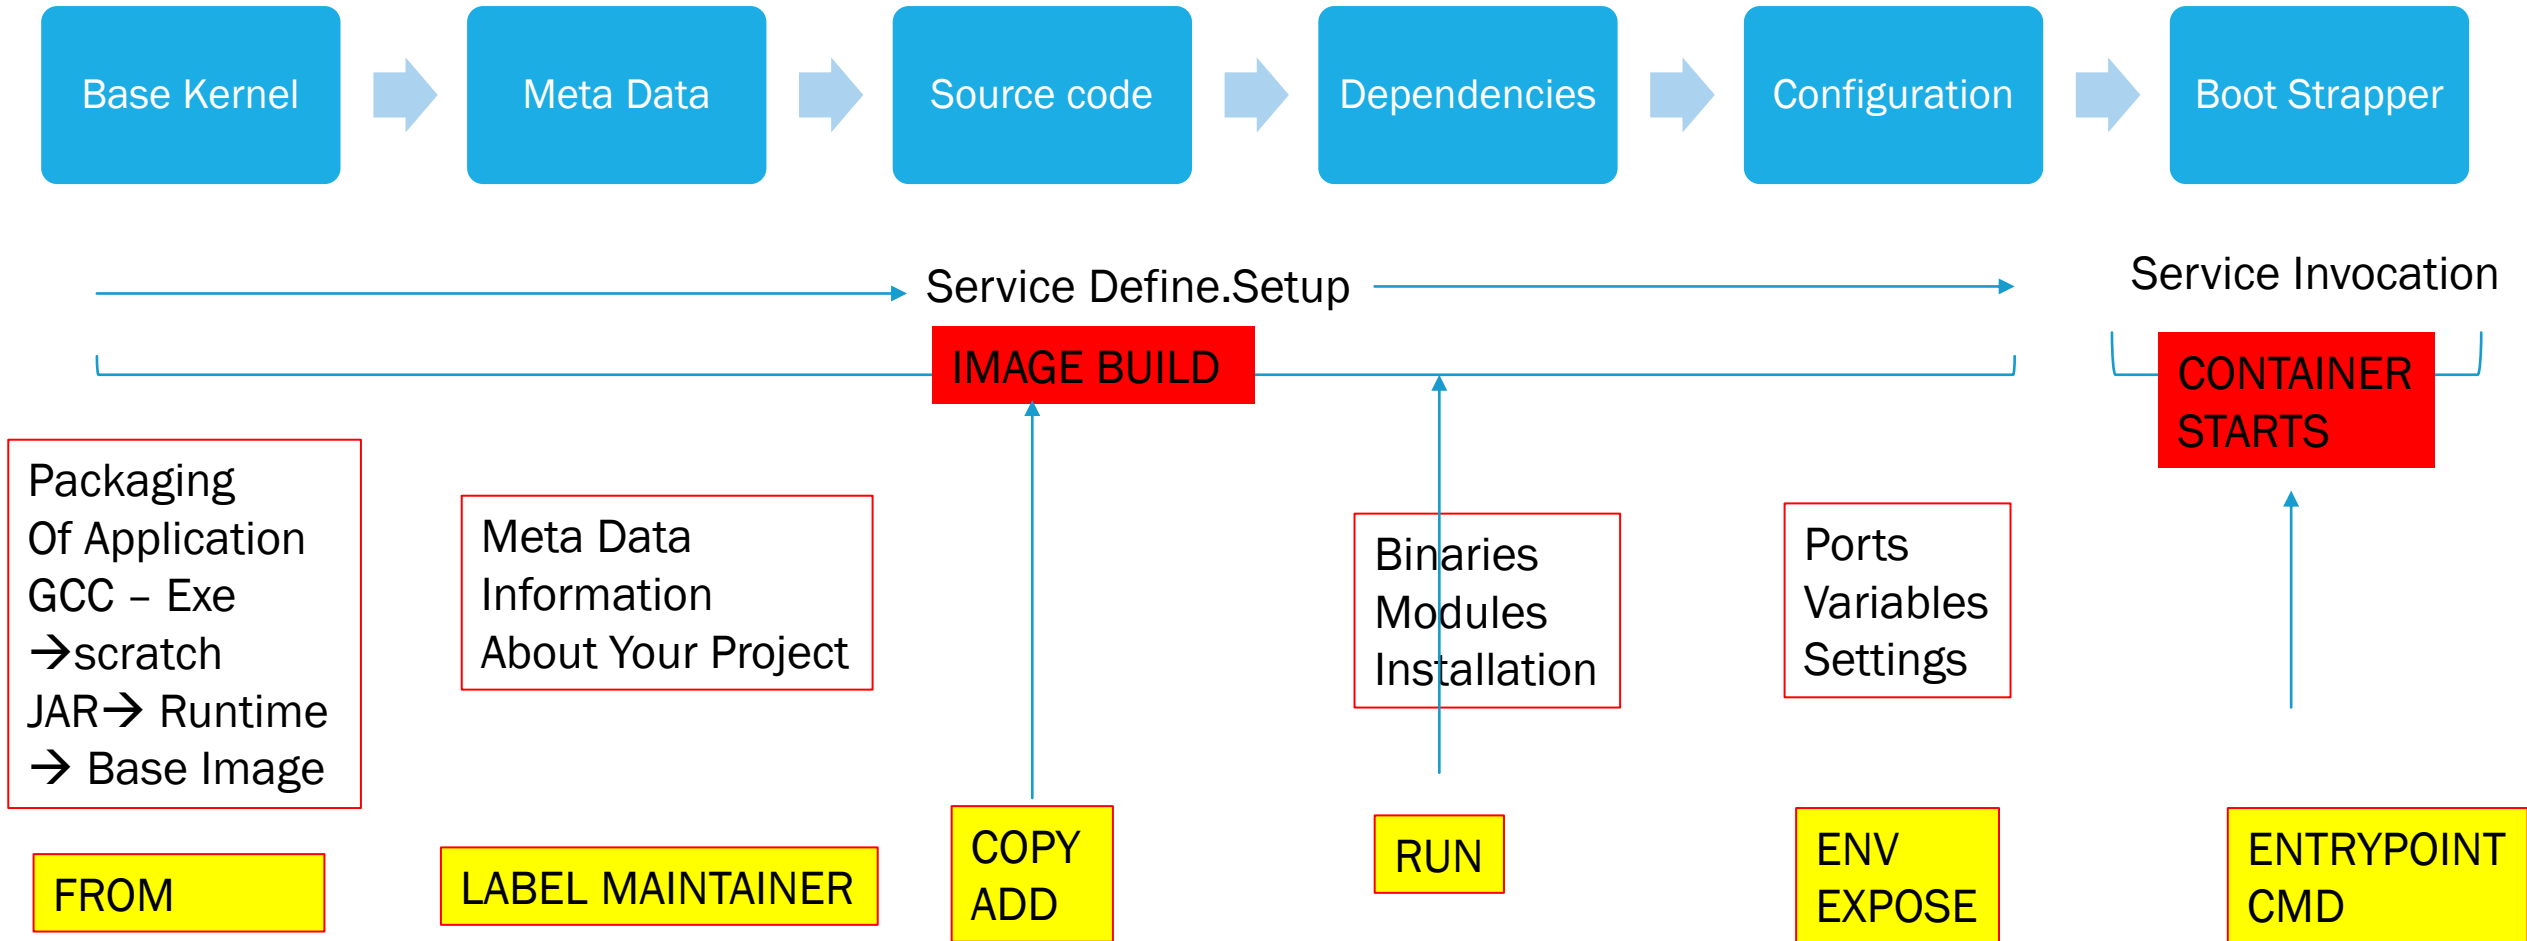 Base Kernel
Meta Data
Source code
Dependencies
Configuration
Boot Strapper
Service Define.Setup
Service Invocation
IMAGE BUILD
CONTAINER
STARTS
Packaging
Of Application
GCC – Exe
→scratch
JAR→ Runtime
→ Base Image
Meta Data
Information
About Your Project
Binaries
Modules
Installation
Ports
Variables
Settings
FROM
LABEL MAINTAINER
COPY
ADD
RUN
ENV
EXPOSE
ENTRYPOINT
CMD